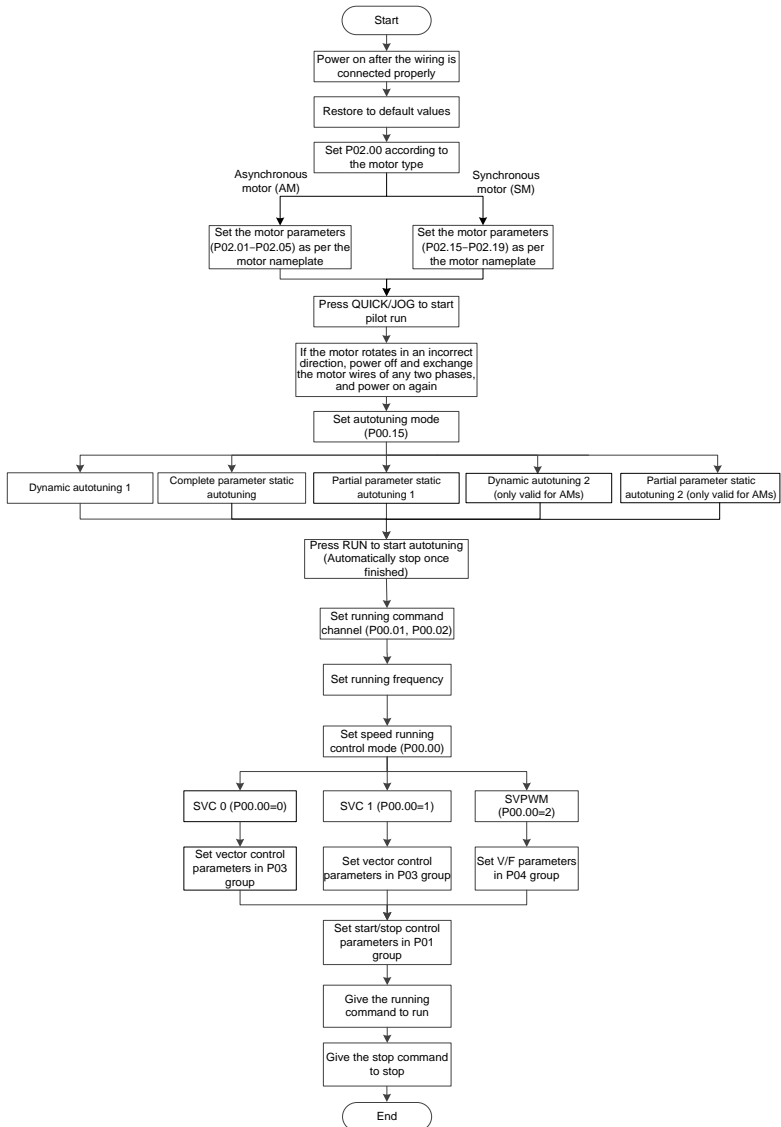 Start
Power on after the wiring is
connected properly
Restore to default values
Set P02.00 according to
the motor type
Asynchronous
motor (AM)
Synchronous
motor (SM)
Set the motor parameters
(P02.01–P02.05) as per the
motor nameplate
Set the motor parameters
(P02.15–P02.19) as per
the motor nameplate
Press QUICK/JOG to start
pilot run
If the motor rotates in an incorrect
direction, power off and exchange
the motor wires of any two phases,
and power on again
Set autotuning mode
(P00.15)
Dynamic autotuning 1
Complete parameter static
autotuning
Partial parameter static
autotuning 1
Dynamic autotuning 2
(only valid for AMs)
Partial parameter static
autotuning 2 (only valid for AMs)
Press RUN to start autotuning
(Automatically stop once
finished)
Set running command
channel (P00.01, P00.02)
Set running frequency
Set speed running
control mode (P00.00)
SVC 0 (P00.00=0)
SVC 1 (P00.00=1)
SVPWM
(P00.00=2)
Set vector control
parameters in P03
group
Set vector control
parameters in P03 group
Set V/F parameters
in P04 group
Set start/stop control
parameters in P01
group
Give the running
command to run
Give the stop command
to stop
End